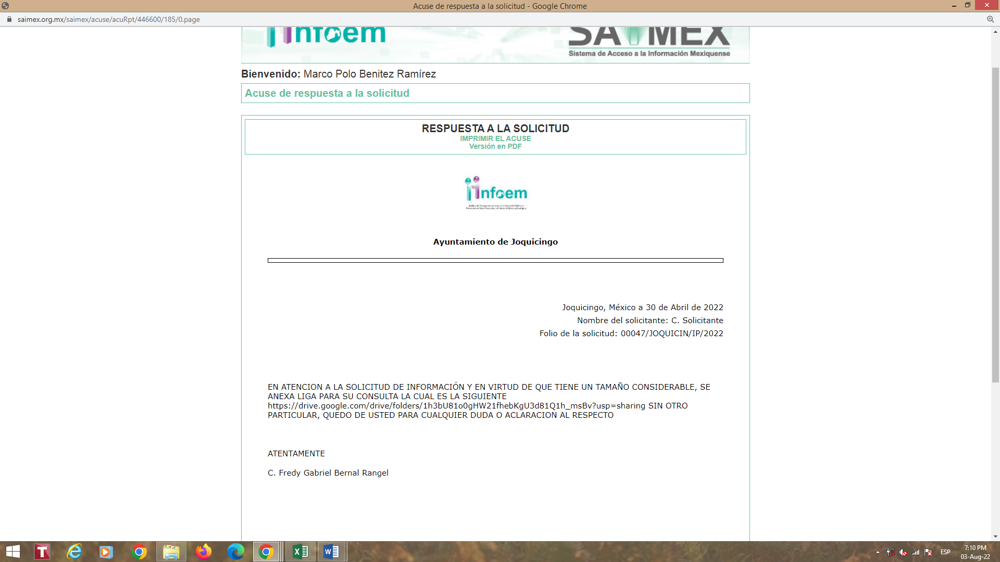 Acuse de respuesta a la solicitud - Google Chrome
saimex.org.mx/saimex/acuse/acuRpt/446600/185/0.page
infoem
SAIMEX
Sistema de Acceso a la Información Mexiquense
Bienvenido: Marco Polo Benitez Ramírez
Acuse de respuesta a la solicitud
RESPUESTA A LA SOLICITUD
IMPRIMIR EL ACUSE
Versión en PDF
infoem
Ayuntamiento de Joquicingo
Joquicingo, México a 30 de Abril de 2022
Nombre del solicitante: C. Solicitante
Folio de la solicitud: 00047/JOQUICIN/IP/2022
EN ATENCION A LA SOLICITUD DE INFORMACIÓN Y EN VIRTUD DE QUE TIENE UN TAMAÑO CONSIDERABLE, SE
ANEXA LIGA PARA SU CONSULTA LA CUAL ES LA SIGUIENTE
https://drive.google.com/drive/folders/1h3bU81o0gHW21fhebKgU3d81Q1h_msBv?usp=sharing SIN OTRO
PARTICULAR, QUEDO DE USTED PARA CUALQUIER DUDA O ACLARACION AL RESPECTO
ATENTAMENTE
C. Fredy Gabriel Bernal Rangel
ESP
7:10 PM
03-Aug-22